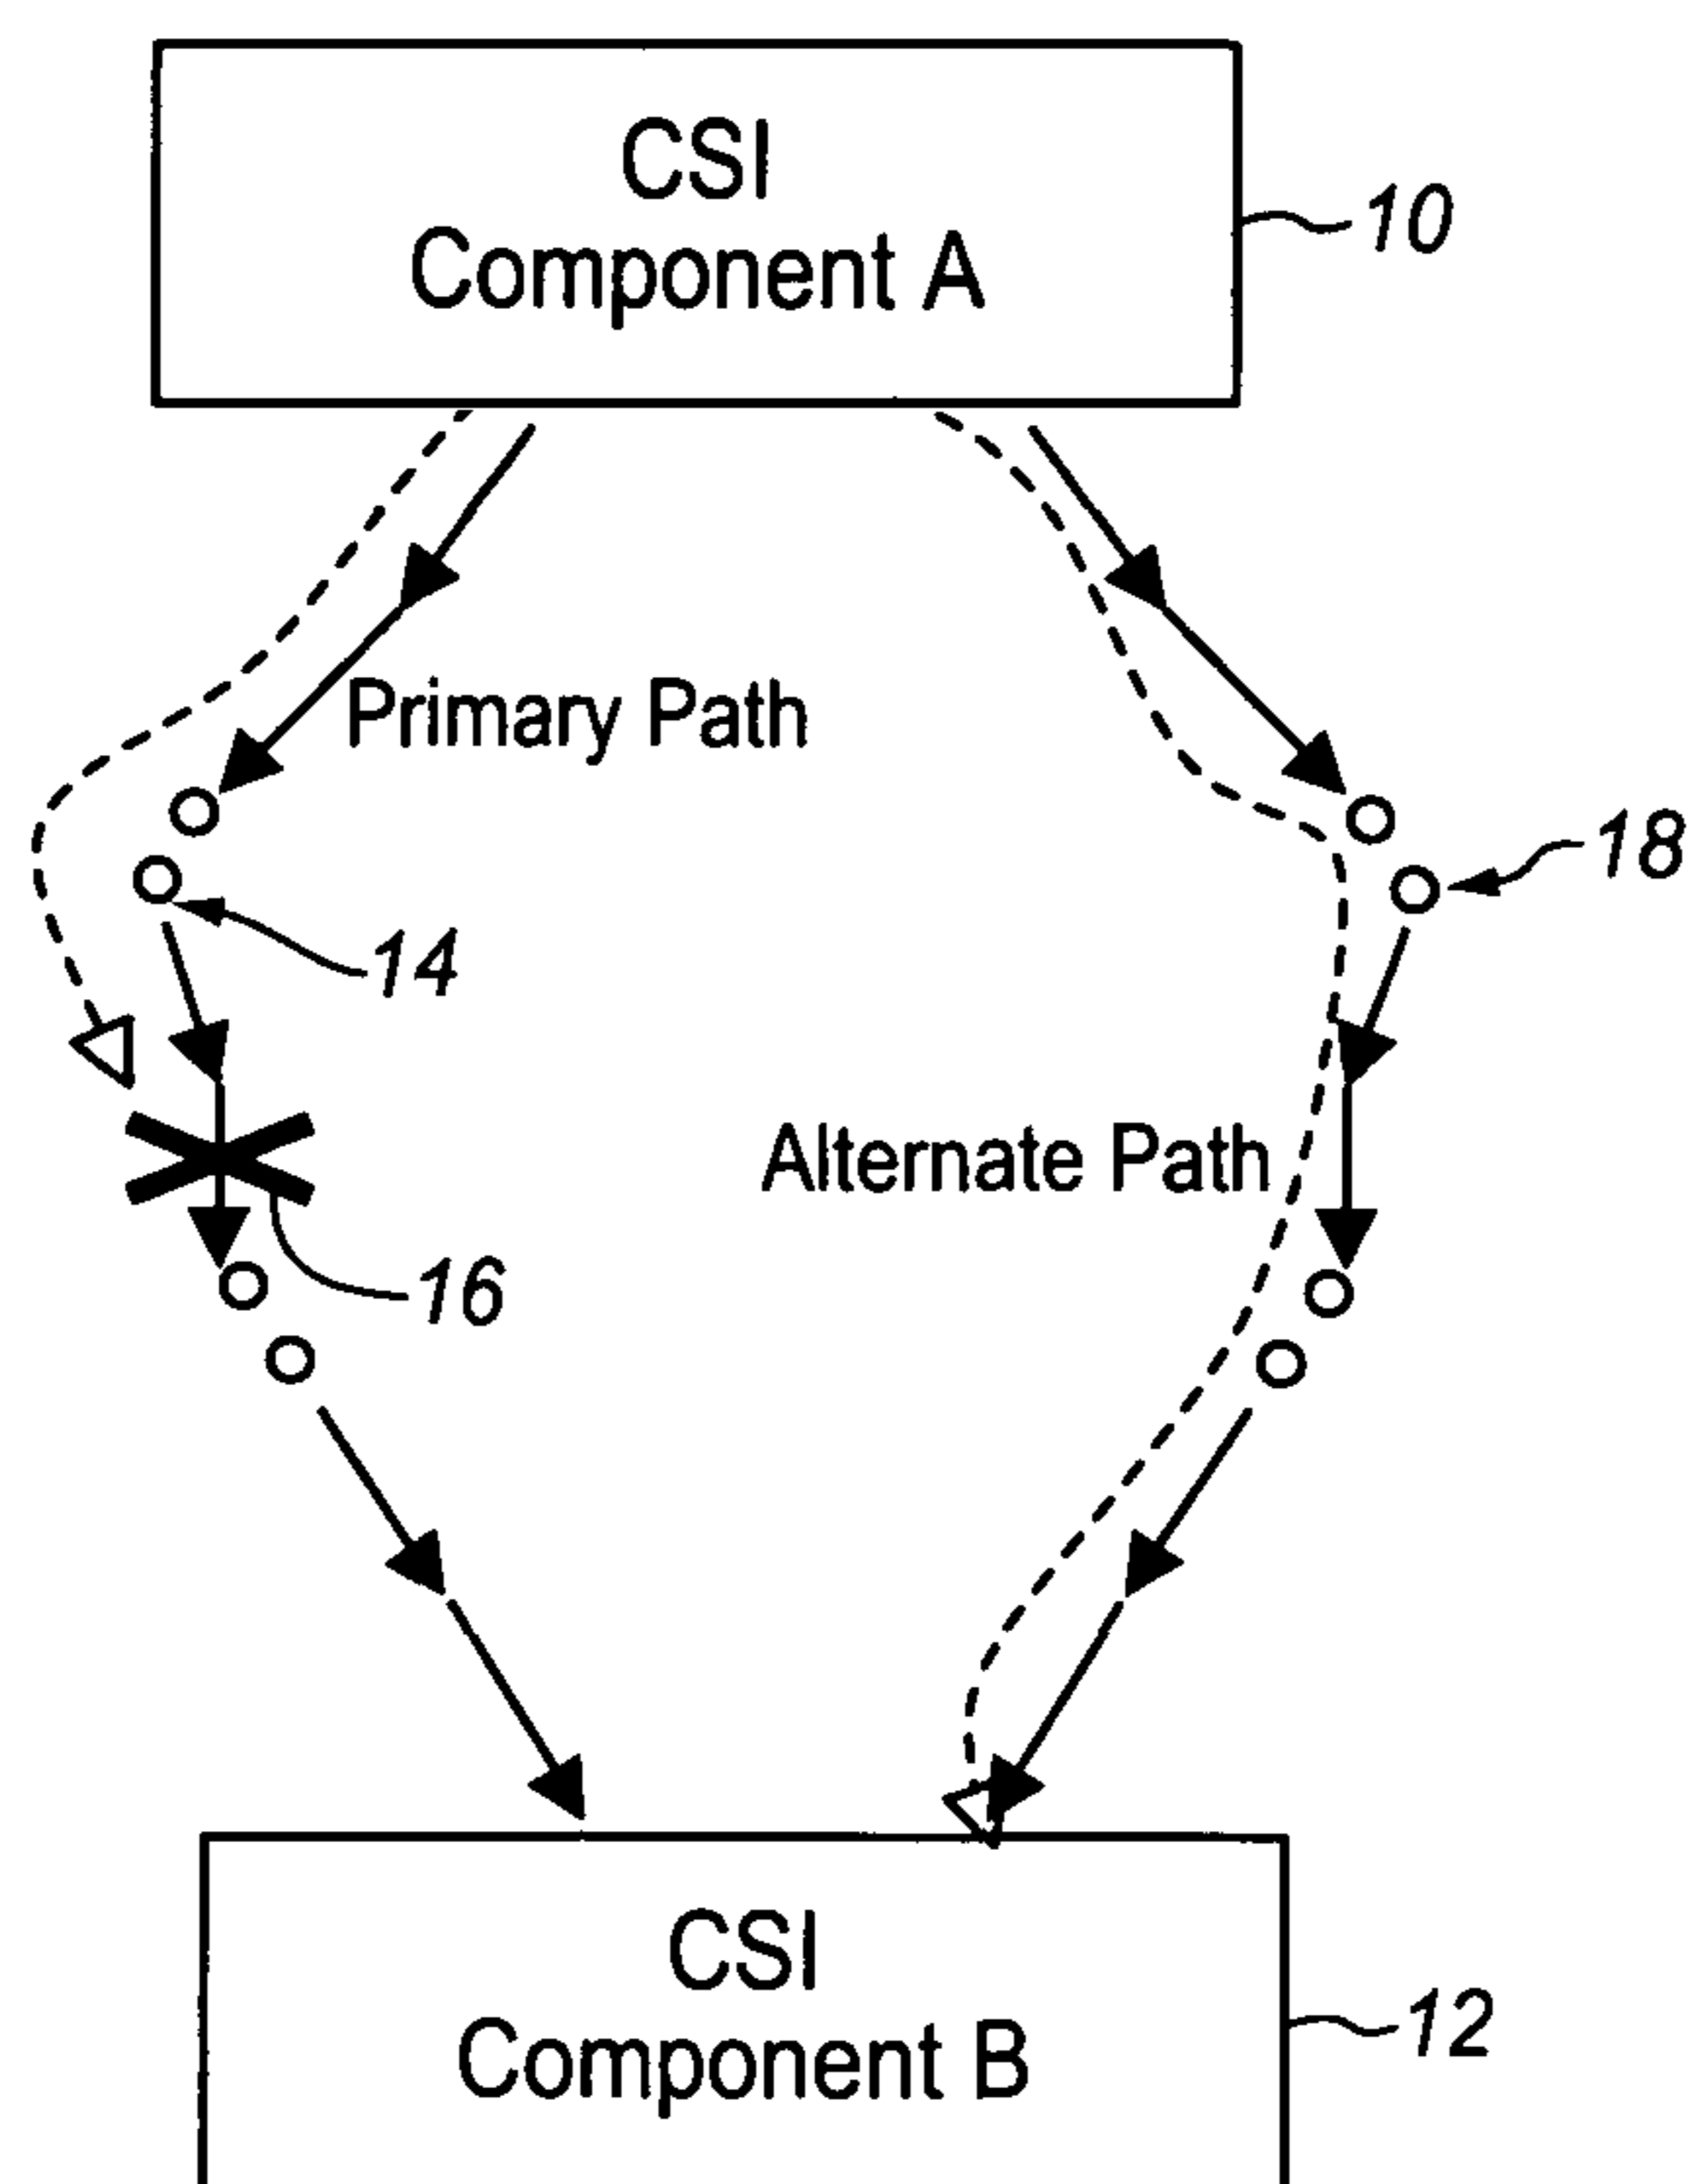 CSI
Component A
10
Primary Path
18
14
Alternate Path
16
CSI
Component B
12